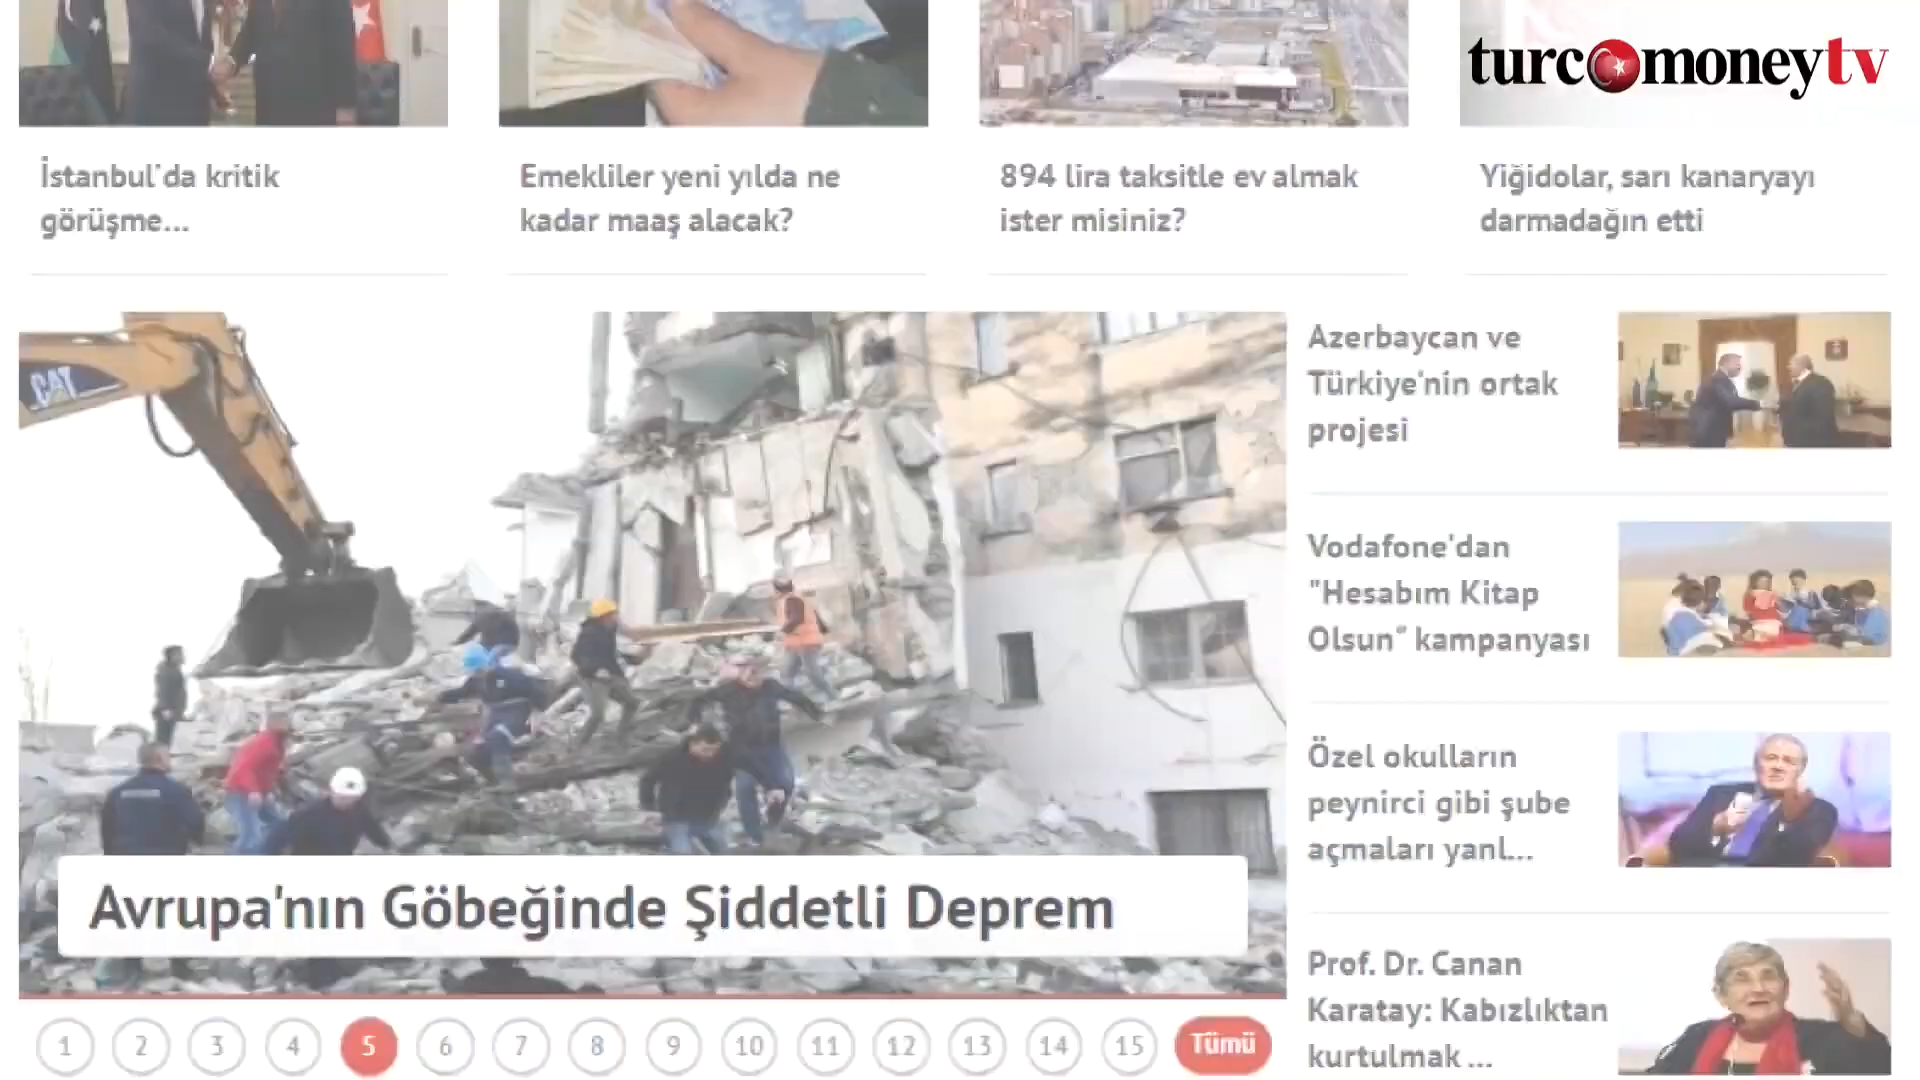 turcomoneytv
İstanbul'da kritik
görüşme...
Emekliler yeni yılda ne
kadar maaş alacak?
894 lira taksitle ev almak
ister misiniz?
Yiğidolar, sarı kanaryayı
darmadağın etti
CAT
Avrupa'nın Göbeğinde Şiddetli Deprem
1 2 3 4 5 6 7 8 9 10 11 12 13 14 15 Tümü
Azerbaycan ve
Türkiye'nin ortak
projesi
Vodafone'dan
"Hesabım Kitap
Olsun" kampanyası
Özel okulların
peynirci gibi şube
açmaları yanl...
Prof. Dr. Canan
Karatay: Kabızlıktan
kurtulmak ...